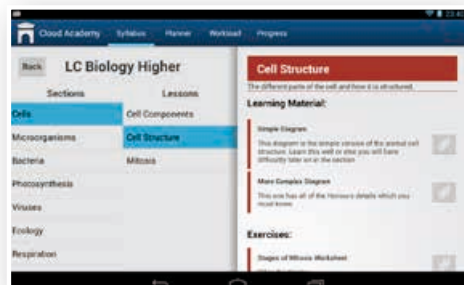 23:42
Cloud Academy Syllabus Planner Workload Progress
Back LC Biology Higher
Sections Lessons
Cells Cell Components
Microorganisms Cell Structure
Bacteria Mitosis
Photosynthesis
Viruses
Ecology
Respiration
Cell Structure
The different parts of the cell and how it is structured.
Learning Material:
Simple Diagram
This diagram is the simple version of the animal cell
structure. Learn this well or else you will have
difficulty later on in the section
More Complex Diagram
This one has all of the Honours details which you
must know
Exercises:
Stages of Mitosis Worksheet